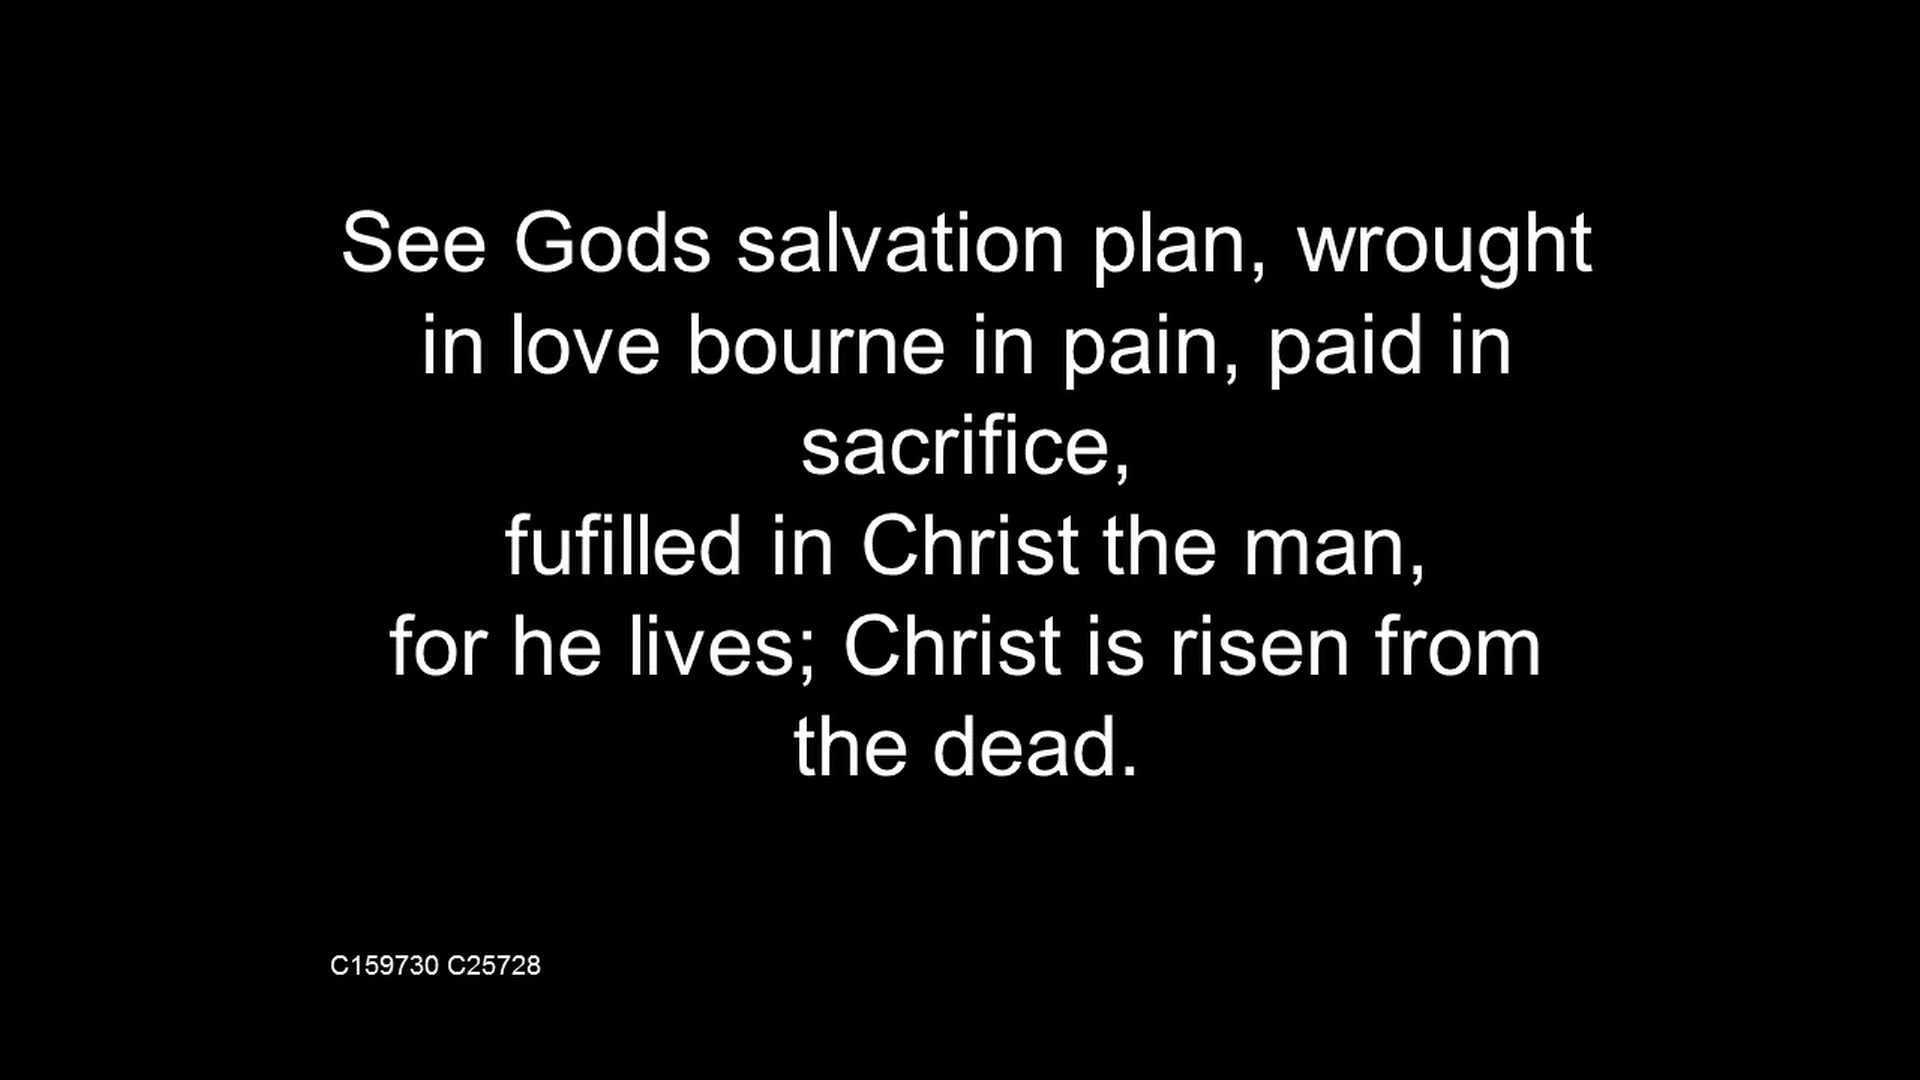 See Gods salvation plan, wrought
in love bourne in pain, paid in
sacrifice,
fufilled in Christ the man,
for he lives; Christ is risen from
the dead.
C159730 C25728